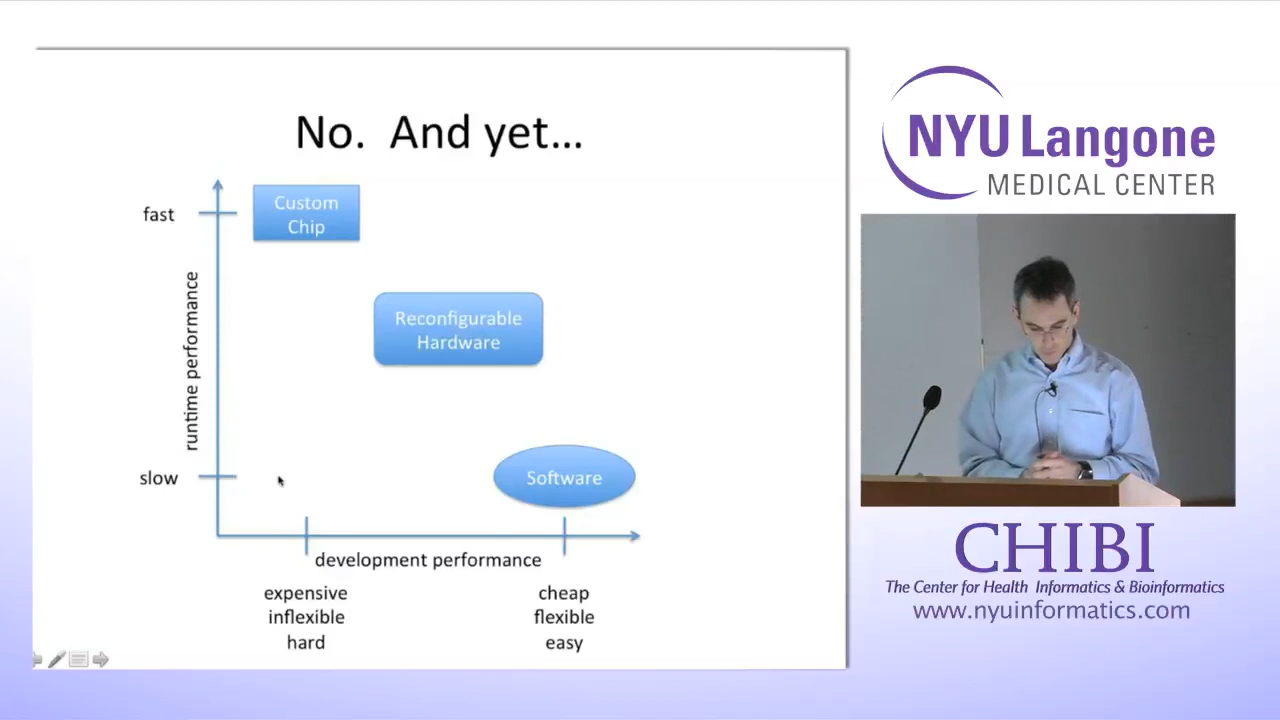 No. And yet...
fast
Custom
Chip
runtime performance
Reconfigurable
Hardware
slow
Software
development performance
expensive
inflexible
hard
cheap
flexible
easy
NYU Langone
MEDICAL CENTER
CHIBI
The Center for Health Informatics & Bioinformatics
www.nyuinformatics.com